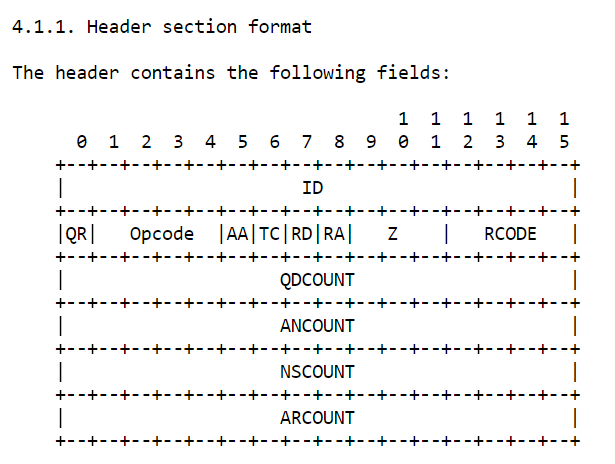 4.1.1. Header section format
The header contains the following fields:
                                    1  1  1  1  1  1
      0  1  2  3  4  5  6  7  8  9  0  1  2  3  4  5
    +--+--+--+--+--+--+--+--+--+--+--+--+--+--+--+--+
    |                      ID                       |
    +--+--+--+--+--+--+--+--+--+--+--+--+--+--+--+--+
    |QR|   Opcode  |AA|TC|RD|RA|   Z    |   RCODE   |
    +--+--+--+--+--+--+--+--+--+--+--+--+--+--+--+--+
    |                    QDCOUNT                    |
    +--+--+--+--+--+--+--+--+--+--+--+--+--+--+--+--+
    |                    ANCOUNT                    |
    +--+--+--+--+--+--+--+--+--+--+--+--+--+--+--+--+
    |                    NSCOUNT                    |
    +--+--+--+--+--+--+--+--+--+--+--+--+--+--+--+--+
    |                    ARCOUNT                    |
    +--+--+--+--+--+--+--+--+--+--+--+--+--+--+--+--+